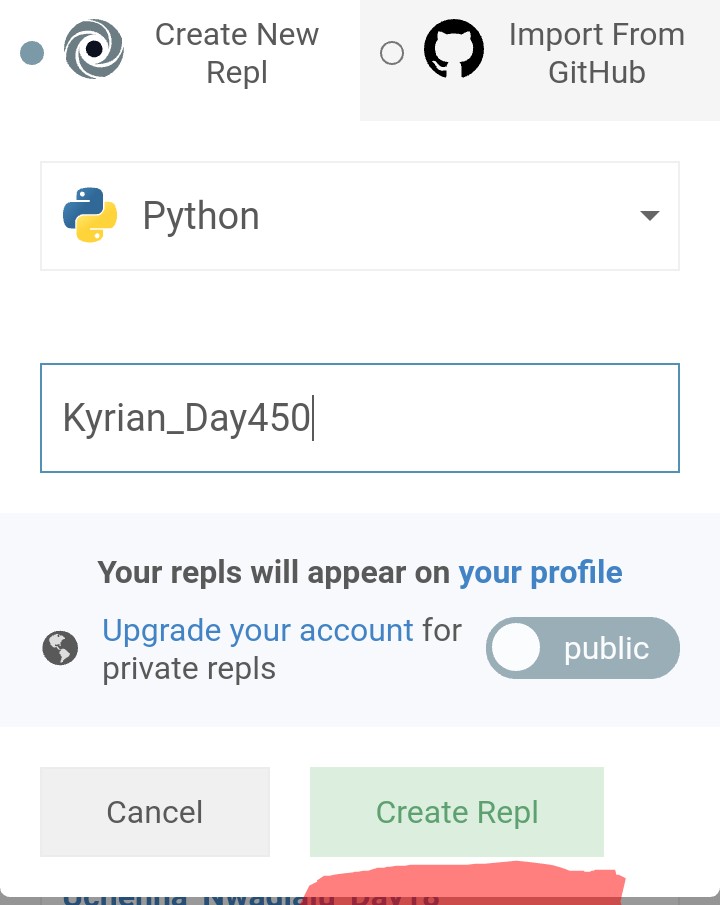 Create New
Repl
Import From
GitHub
Python
Kyrian_Day450
Your repls will appear on your profile
Upgrade your account for
private repls
public
Cancel
Create Repl